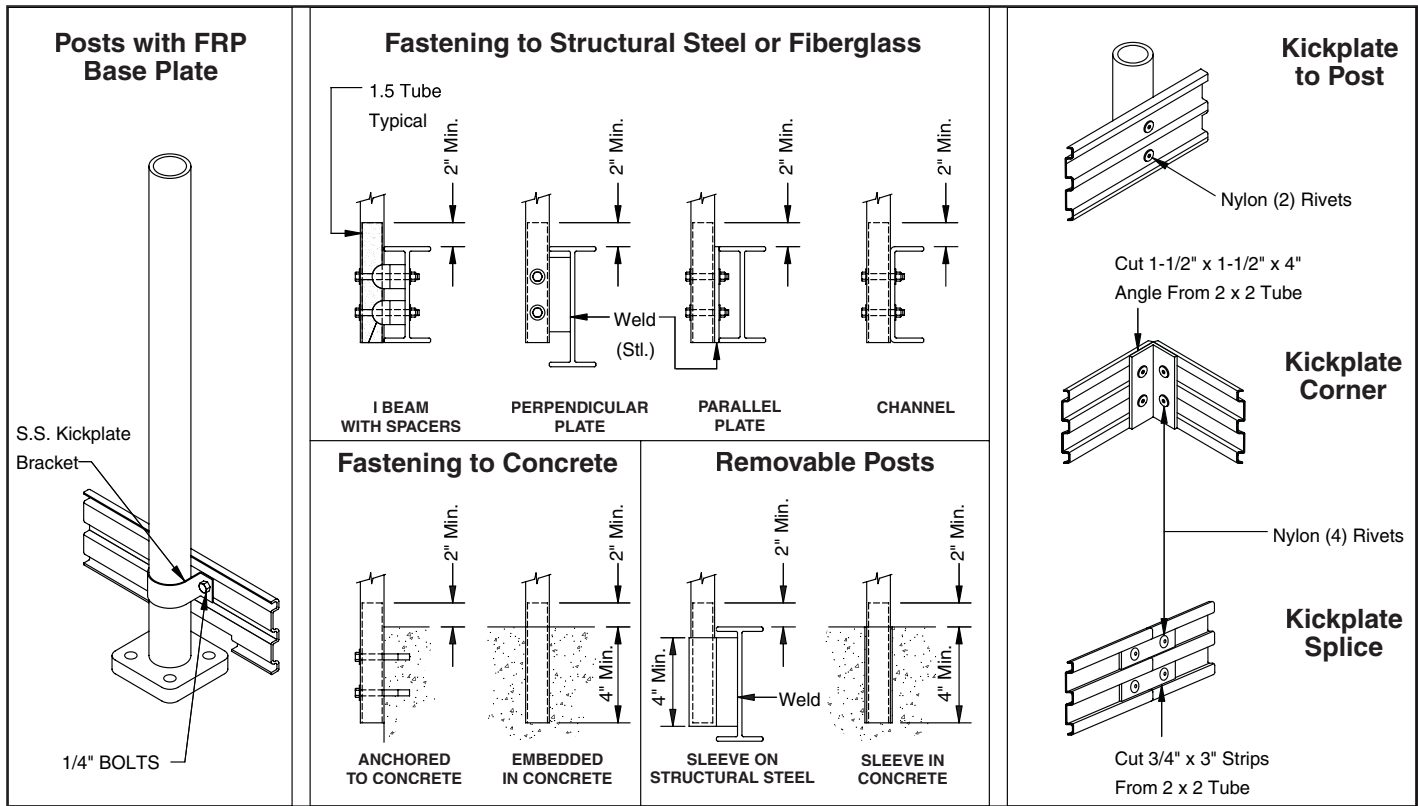 Posts with FRP
Base Plate
S.S. Kickplate
Bracket
1/4" BOLTS
Fastening to Structural Steel or Fiberglass
1.5 Tube
Typical
2" Min.
2" Min.
2" Min.
2" Min.
Weld
(Stl.)
I BEAM
WITH SPACERS
PERPENDICULAR
PLATE
PARALLEL
PLATE
CHANNEL
Fastening to Concrete
2" Min.
2" Min.
4" Min.
ANCHORED
TO CONCRETE
EMBEDDED
IN CONCRETE
Removable Posts
2" Min.
2" Min.
4" Min.
4" Min.
Weld
SLEEVE ON
STRUCTURAL STEEL
SLEEVE IN
CONCRETE
Kickplate
to Post
Nylon (2) Rivets
Cut 1-1/2" x 1-1/2" x 4"
Angle From 2 x 2 Tube
Kickplate
Corner
Nylon (4) Rivets
Kickplate
Splice
Cut 3/4" x 3" Strips
From 2 x 2 Tube